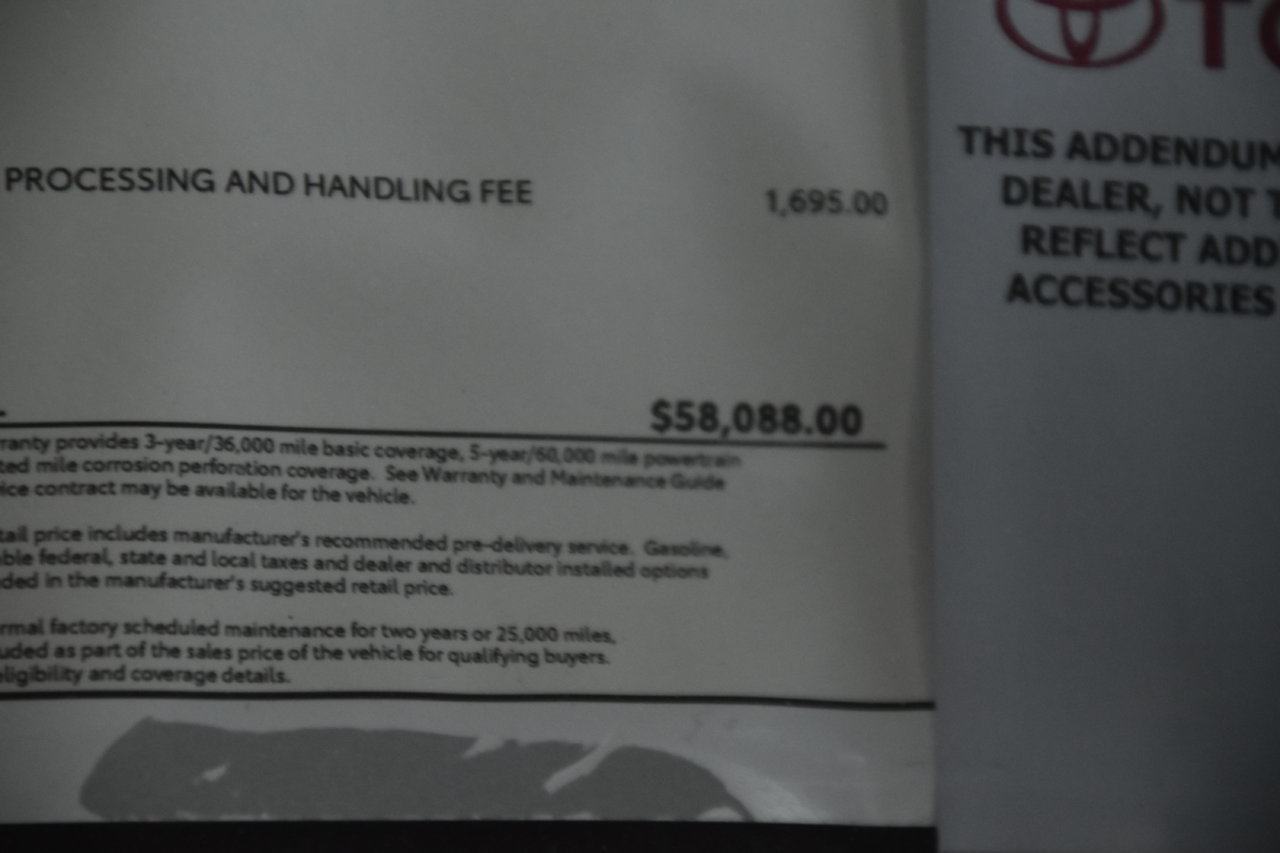 PROCESSING AND HANDLING FEE 1,695.00
$58,088.00
ranty provides 3-year/36,000 mile basic coverage, 5-year/60,000 mile powertrain
ted mile corrosion perforation coverage. See Warranty and Maintenance Guide
ice contract may be available for the vehicle.
tail price includes manufacturer's recommended pre-delivery service. Gasoline,
ble federal, state and local taxes and dealer and distributor installed options
ded in the manufacturer's suggested retail price.
rmal factory scheduled maintenance for two years or 25,000 miles,
uded as part of the sales price of the vehicle for qualifying buyers.
ligibility and coverage details.
TO
THIS ADDENDUM
DEALER, NOT T
REFLECT ADD
ACCESSORIES